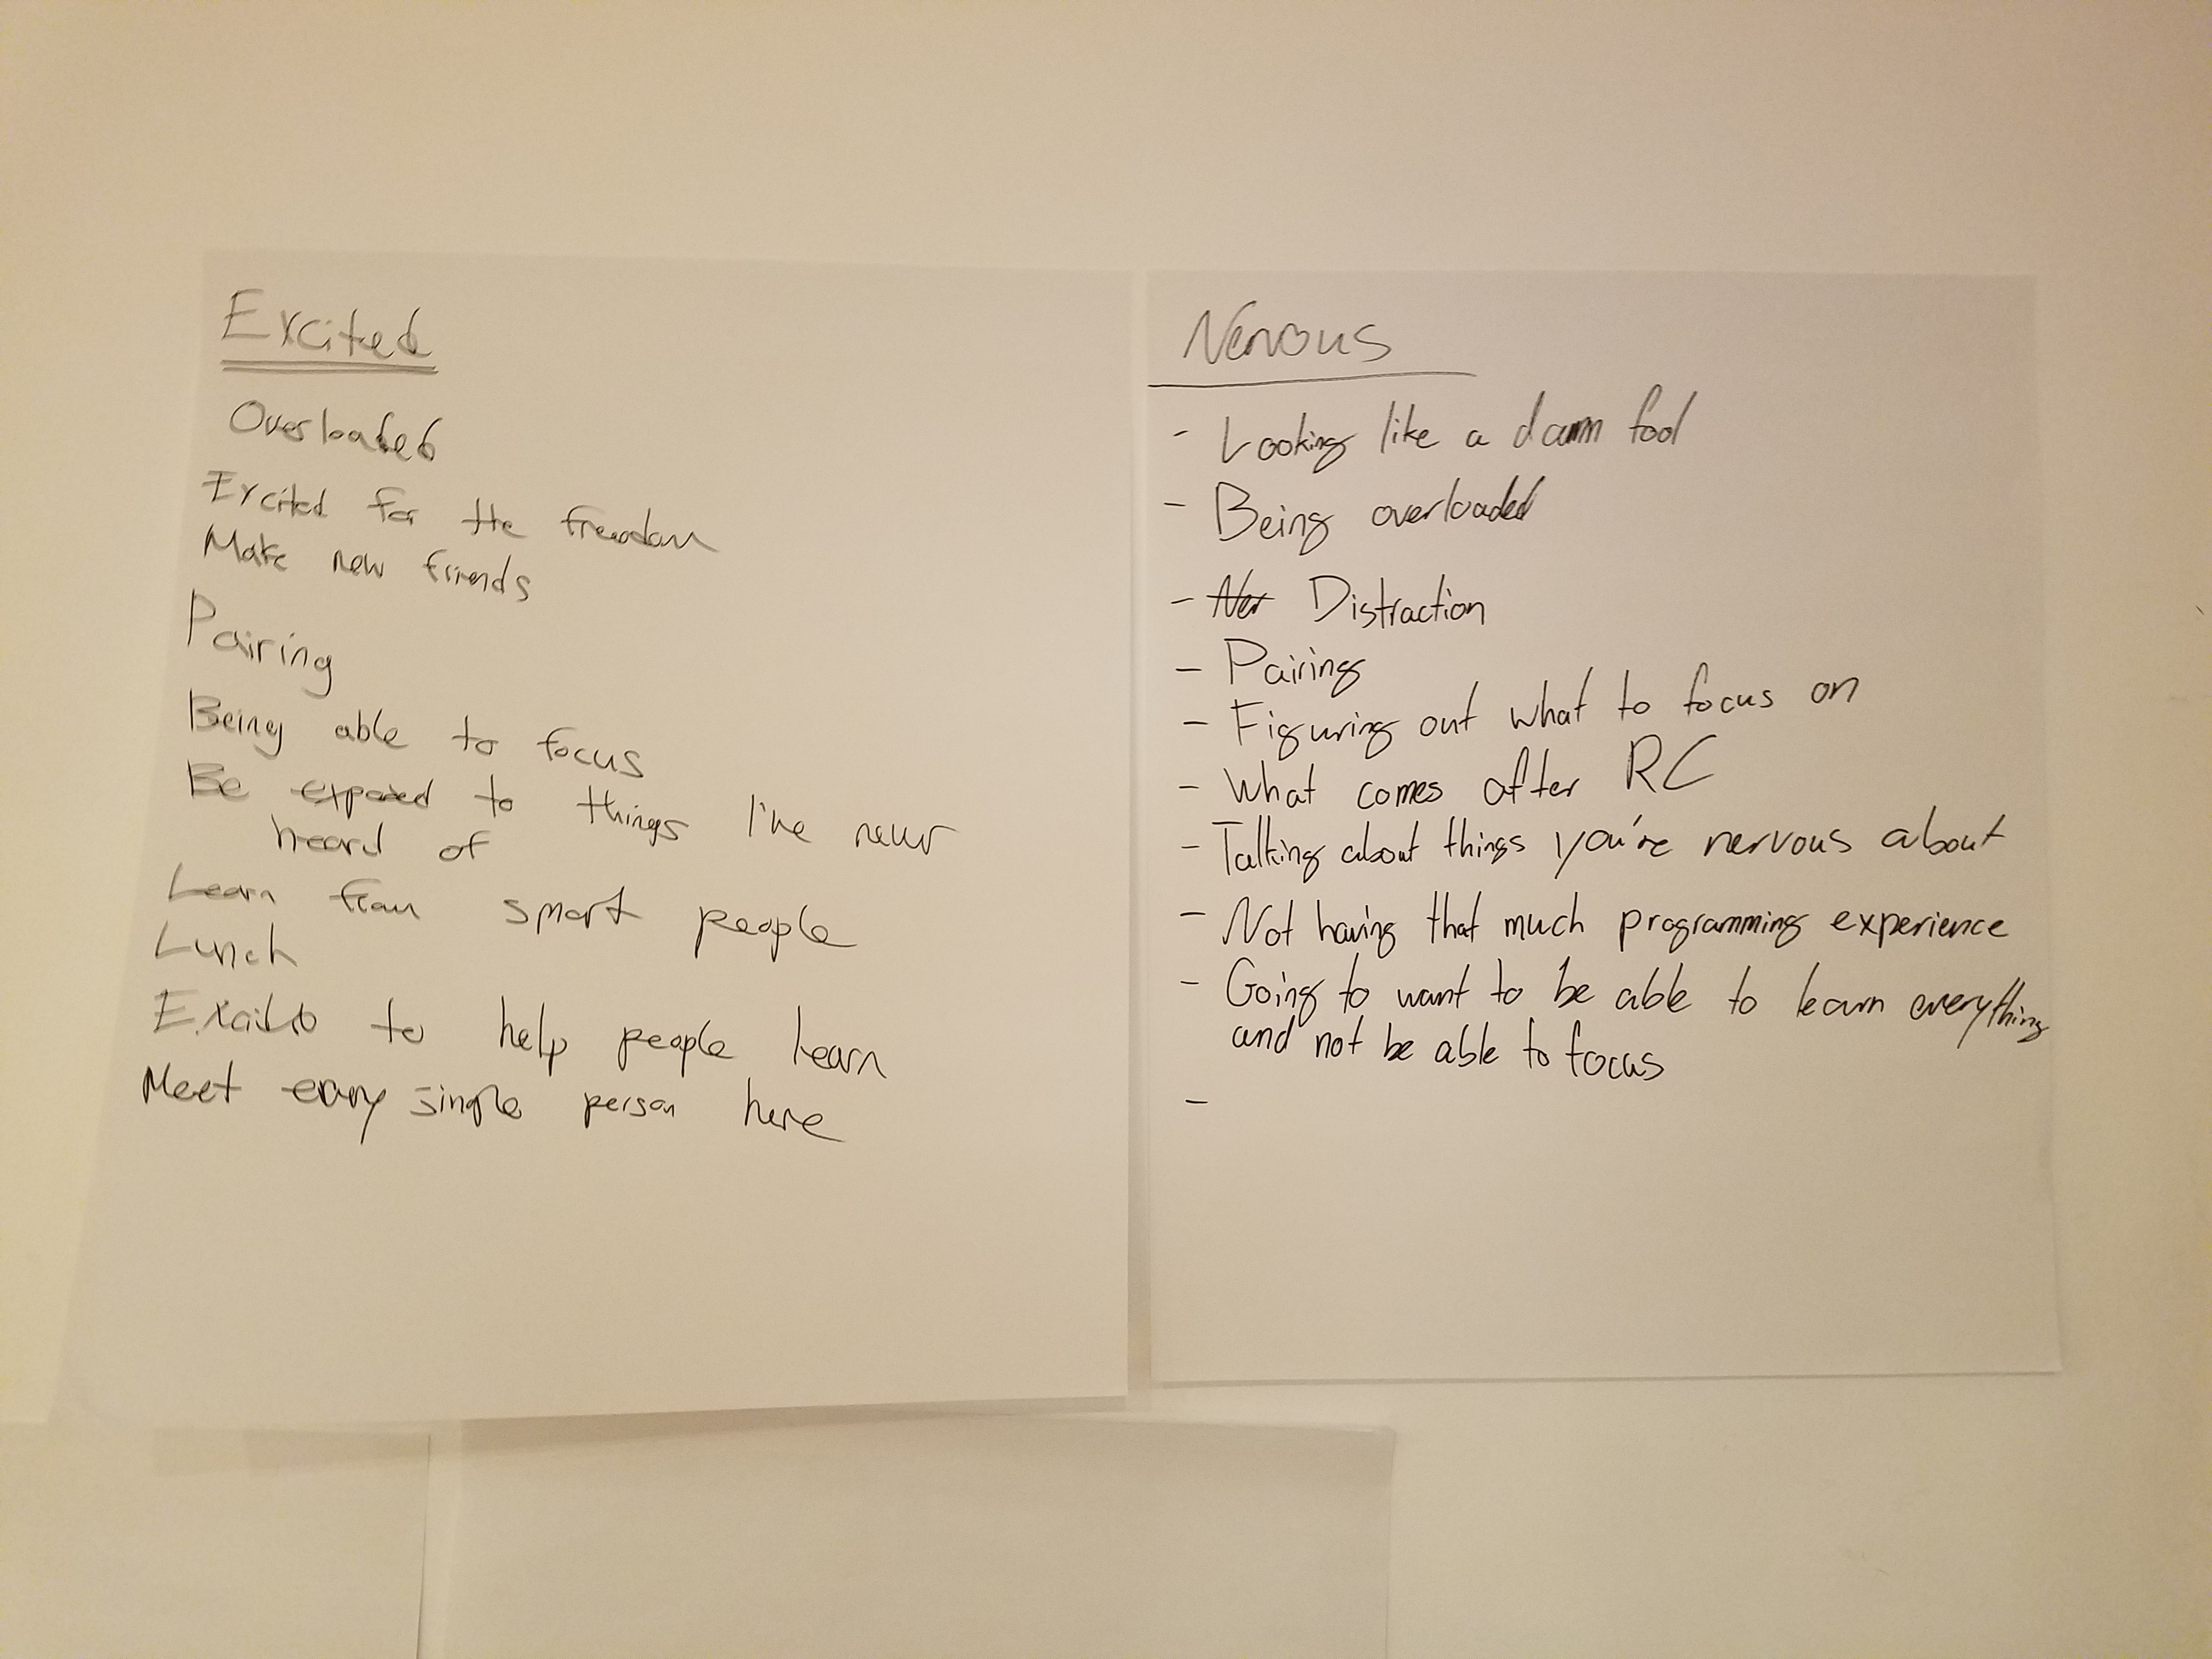 Excited
Overloaded
Excited for the freedom
Make new friends
Pairing
Being able to focus
Be exposed to things I've never
heard of
Learn from smart people
Lunch
Excited to help people learn
Meet every single person here
Nervous
- Looking like a damn fool
- Being overloaded
- Ner Distraction
- Pairing
- Figuring out what to focus on
- What comes after RC
- Talking about things you're nervous about
- Not having that much programming experience
- Going to want to be able to learn everything
and not be able to focus
-